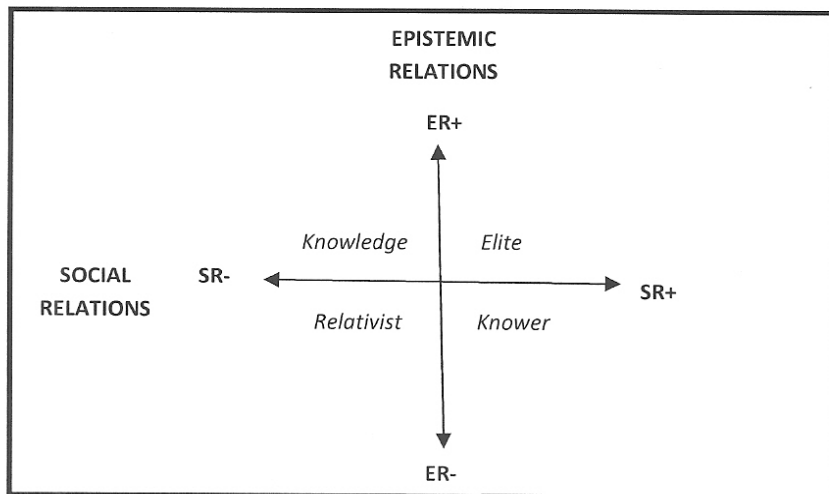 EPISTEMIC
RELATIONS
ER+
Knowledge
Elite
SOCIAL
RELATIONS
SR-
SR+
Relativist
Knower
ER-